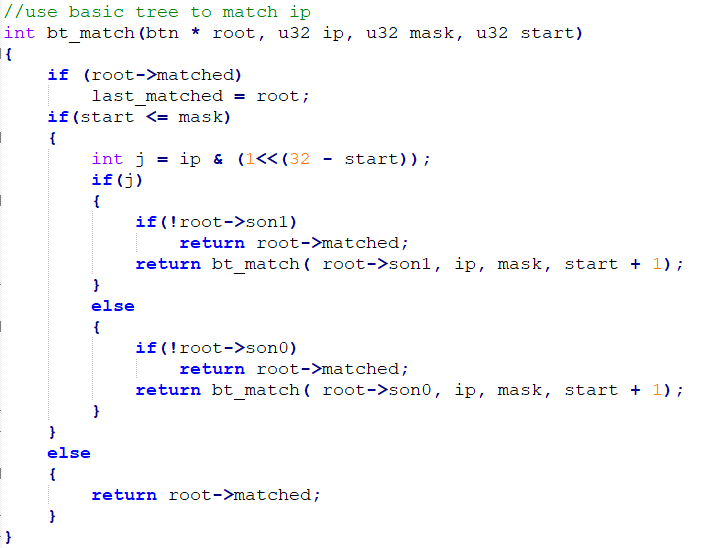 //use basic tree to match ip
int bt_match(btn * root, u32 ip, u32 mask, u32 start)
{
    if (root->matched)
        last_matched = root;
    if(start <= mask)
    {
        int j = ip & (1<<(32 - start));
        if(j)
        {
            if(!root->son1)
                return root->matched;
            return bt_match( root->son1, ip, mask, start + 1);
        }
        else
        {
            if(!root->son0)
                return root->matched;
            return bt_match( root->son0, ip, mask, start + 1);
        }
    }
    else
    {
        return root->matched;
    }
}